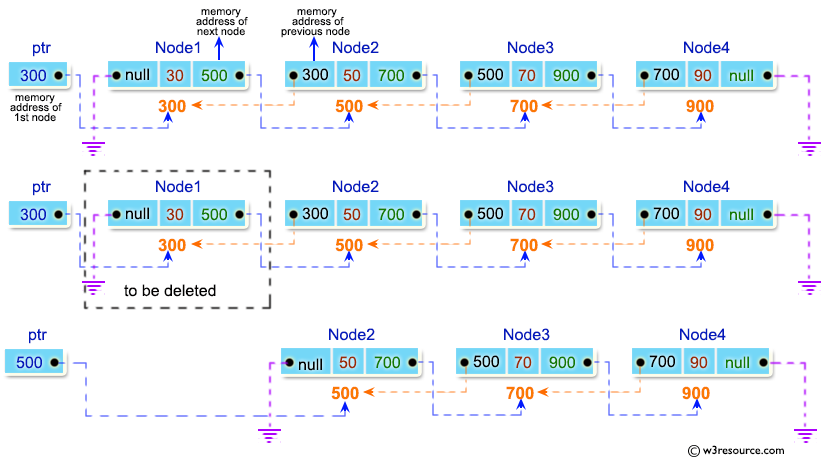 memory
address of
next node
memory
address of
previous node
ptr Node1 Node2 Node3 Node4
300 null 30 500 300 50 700 500 70 900 700 90 null
memory
address of
1st node
300 500 700 900
ptr Node1 Node2 Node3 Node4
300 null 30 500 300 50 700 500 70 900 700 90 null
300 500 700 900
to be deleted
ptr Node2 Node3 Node4
500 null 50 700 500 70 900 700 90 null
500 700 900
© w3resource.com